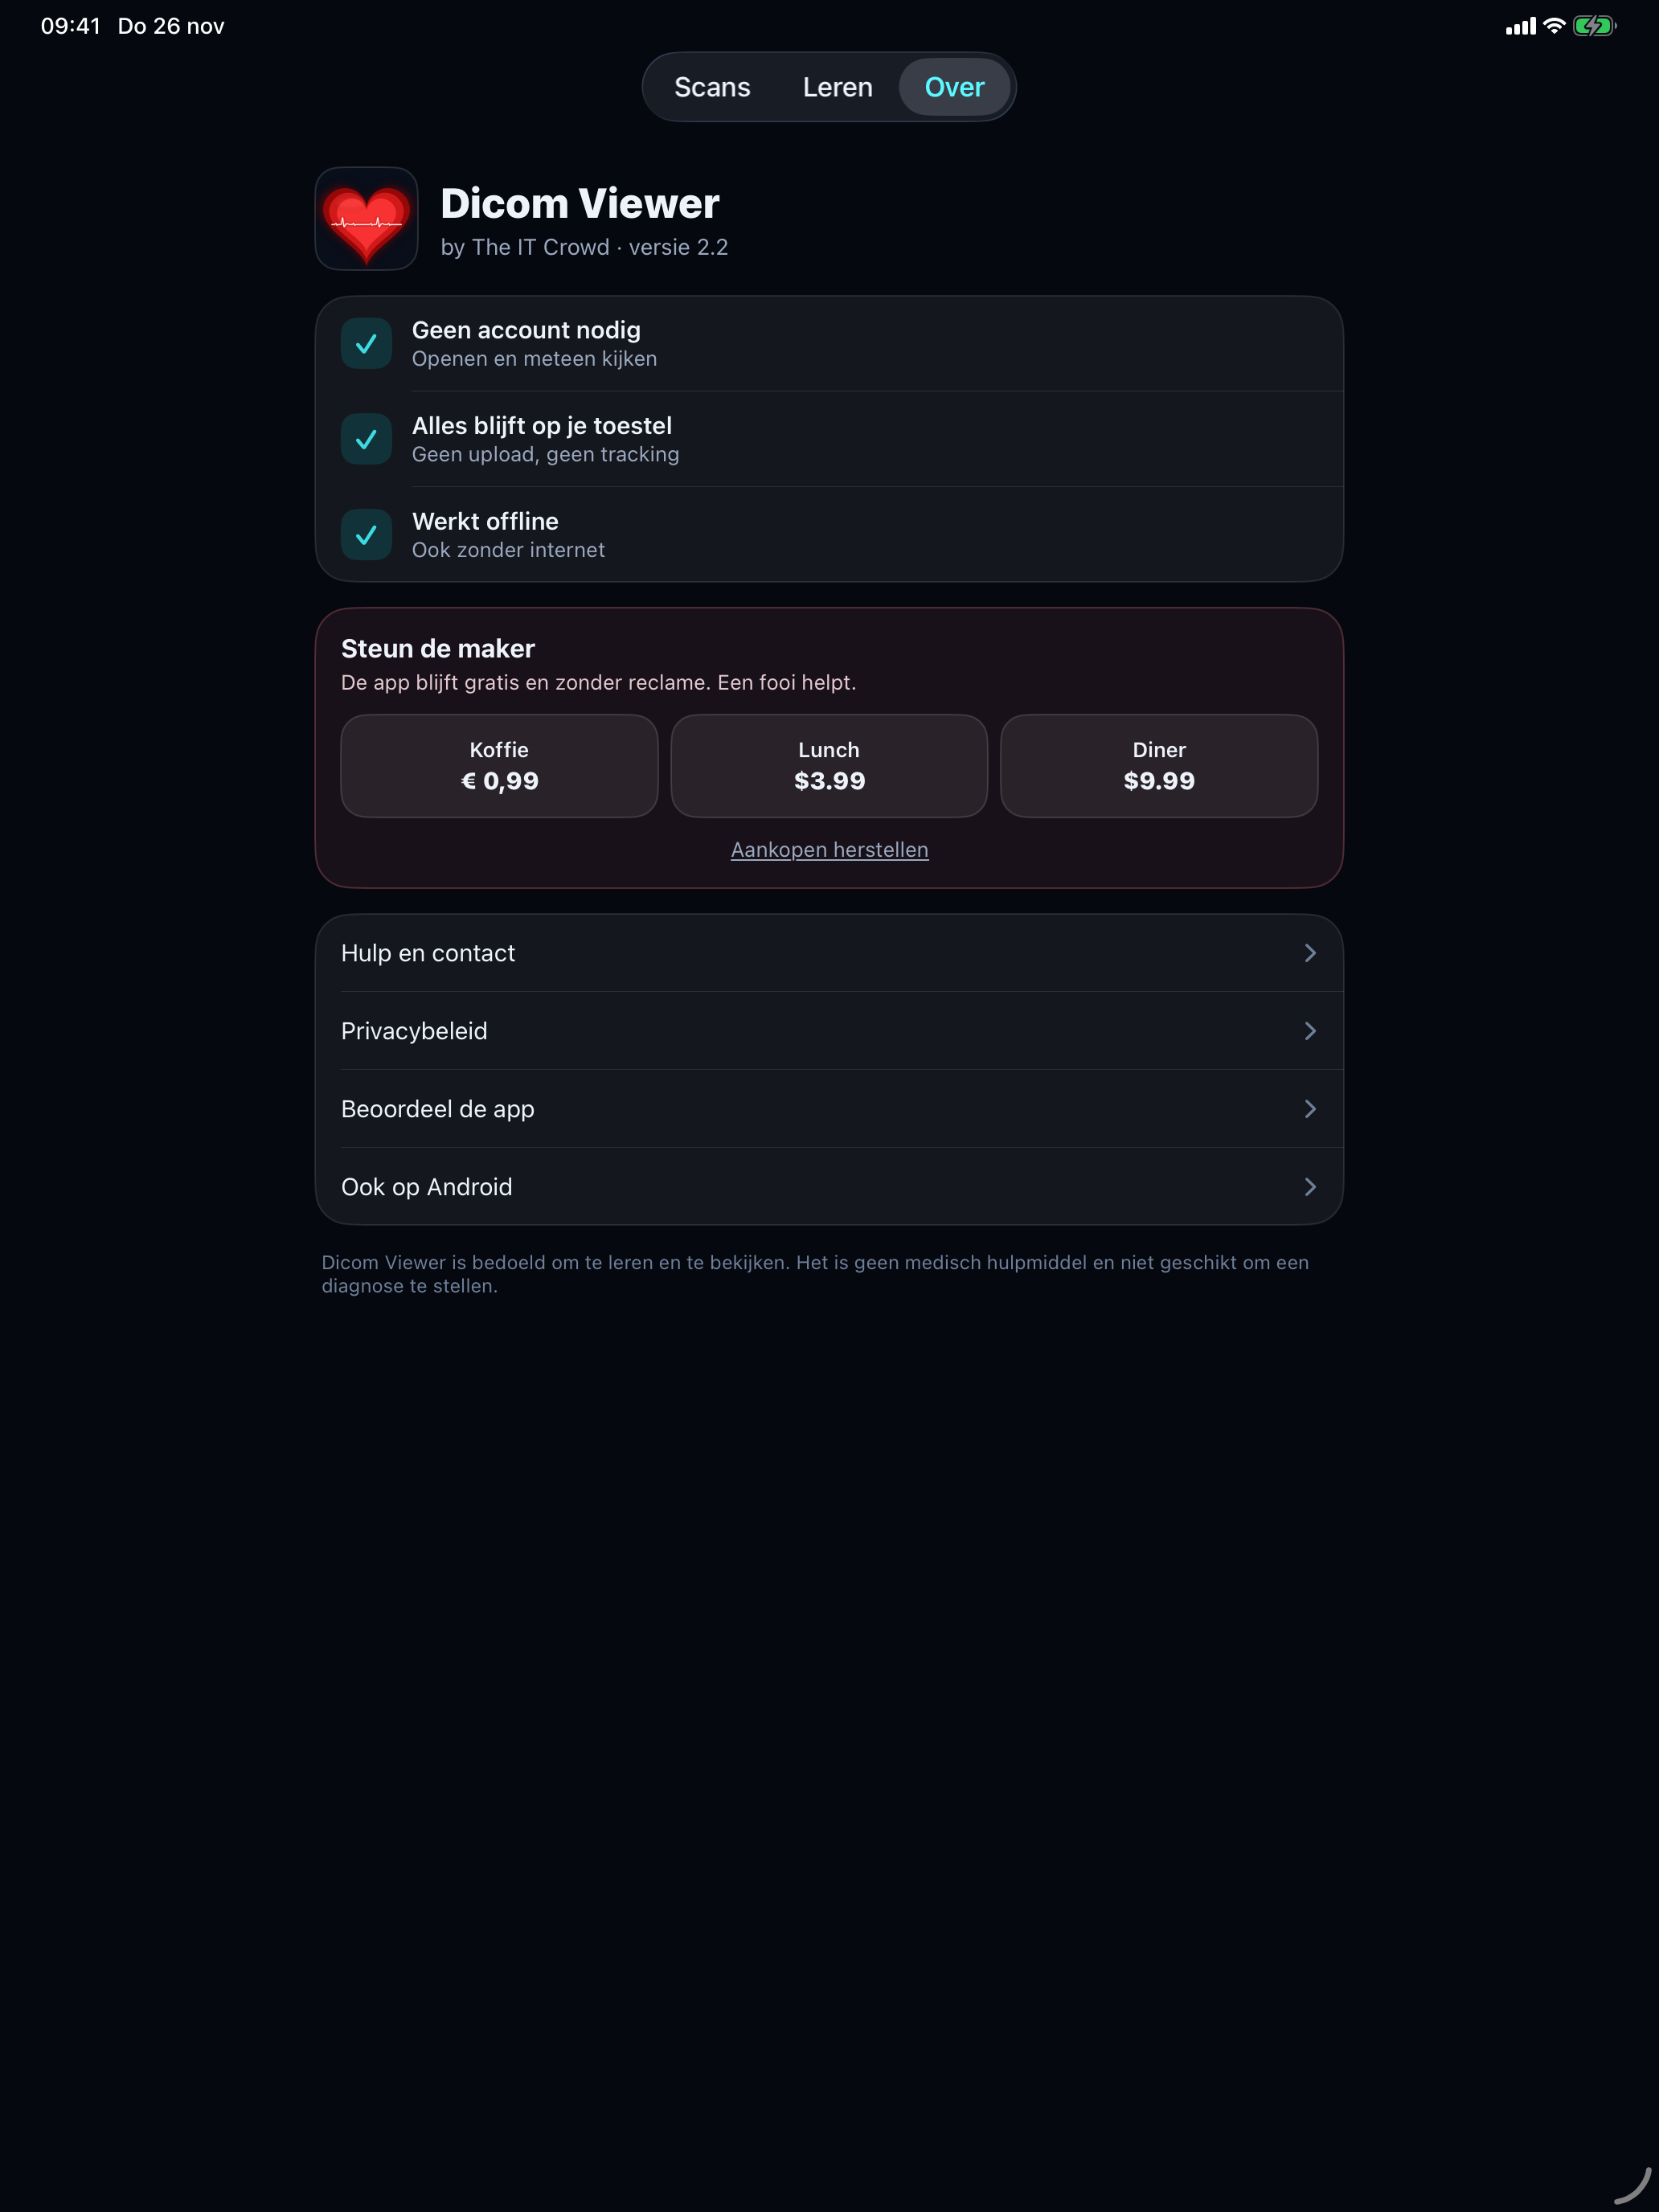 09:41 Do 26 nov
Scans Leren Over
Dicom Viewer
by The IT Crowd · versie 2.2
Geen account nodig
Openen en meteen kijken
Alles blijft op je toestel
Geen upload, geen tracking
Werkt offline
Ook zonder internet
Steun de maker
De app blijft gratis en zonder reclame. Een fooi helpt.
Koffie
€ 0,99
Lunch
$3.99
Diner
$9.99
Aankopen herstellen
Hulp en contact
Privacybeleid
Beoordeel de app
Ook op Android
Dicom Viewer is bedoeld om te leren en te bekijken. Het is geen medisch hulpmiddel en niet geschikt om een
diagnose te stellen.